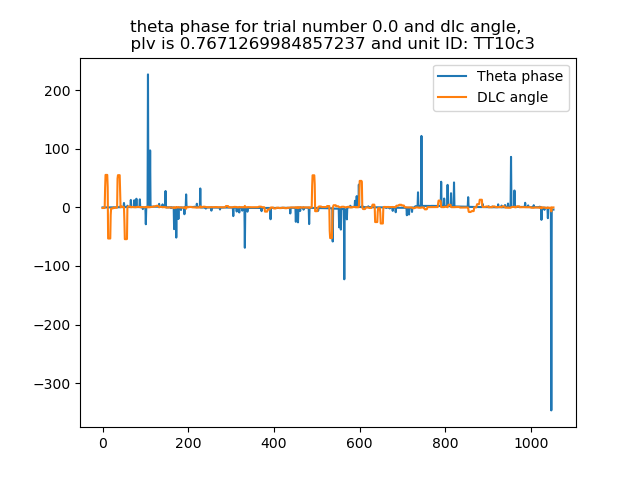 theta phase for trial number 0.0 and dlc angle,
plv is 0.7671269984857237 and unit ID: TT10c3
Theta phase
DLC angle
200
100
0
−100
−200
−300
0 200 400 600 800 1000